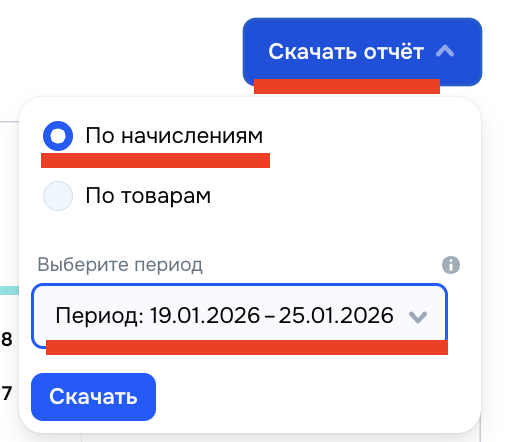 Скачать отчёт
По начислениям
По товарам
Выберите период
Период: 19.01.2026 – 25.01.2026
8
7
Скачать